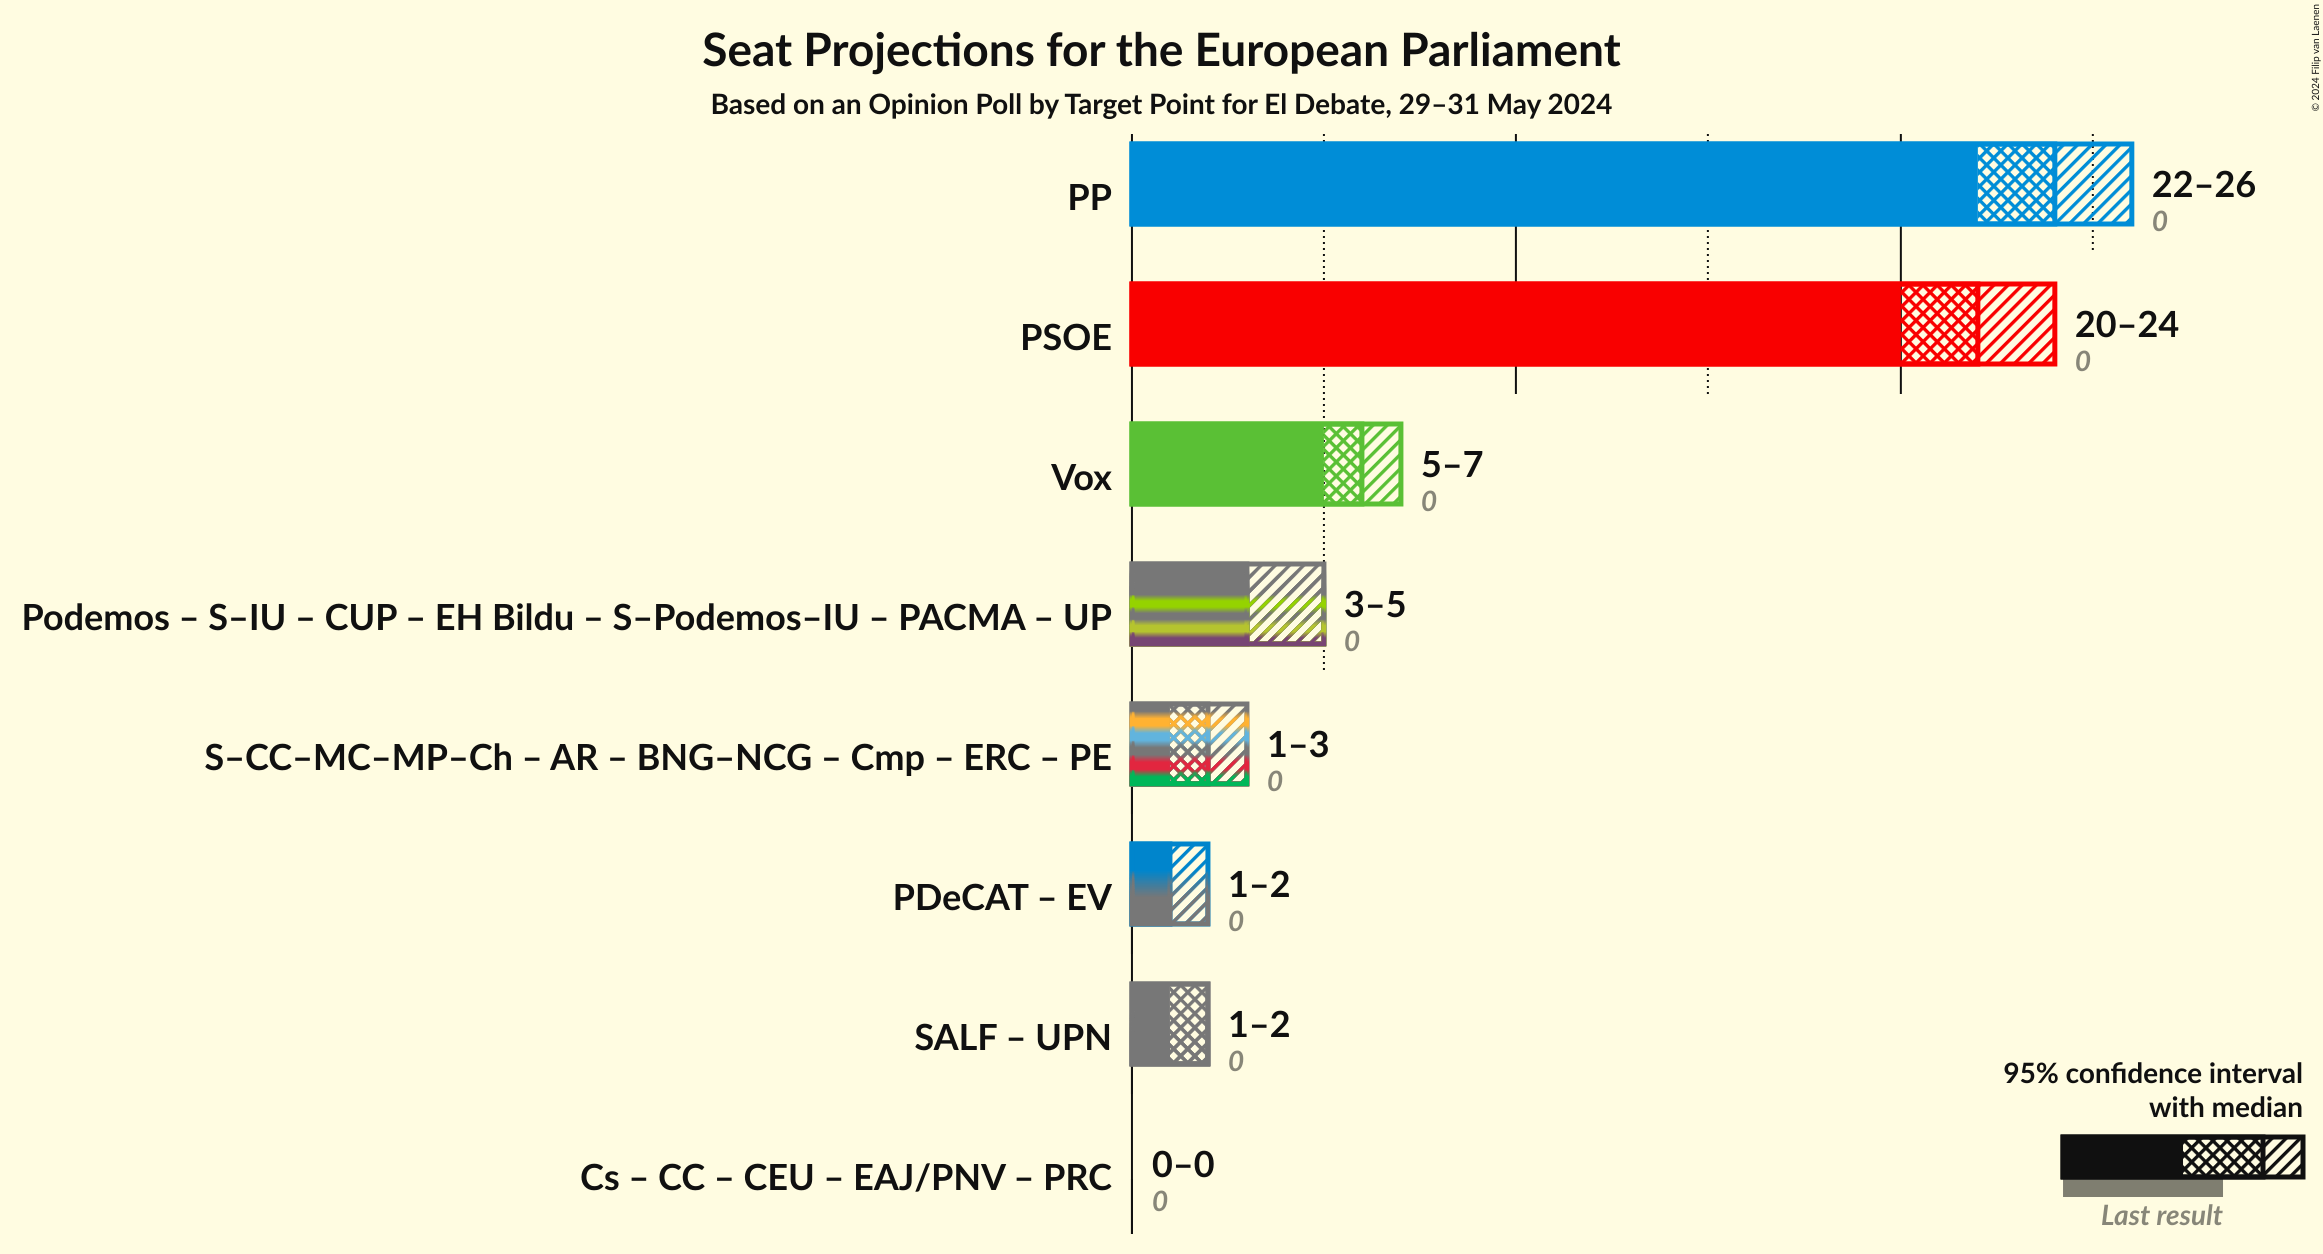 Seat Projections for the European Parliament
Based on an Opinion Poll by Target Point for El Debate, 29–31 May 2024
© 2024 Filip van Laenen
PP
22–26
0
PSOE
20–24
0
Vox
5–7
0
Podemos – S–IU – CUP – EH Bildu – S–Podemos–IU – PACMA – UP
3–5
0
S–CC–MC–MP–Ch – AR – BNG–NCG – Cmp – ERC – PE
1–3
0
PDeCAT – EV
1–2
0
SALF – UPN
1–2
0
Cs – CC – CEU – EAJ/PNV – PRC
0–0
0
95% confidence interval
with median
Last result